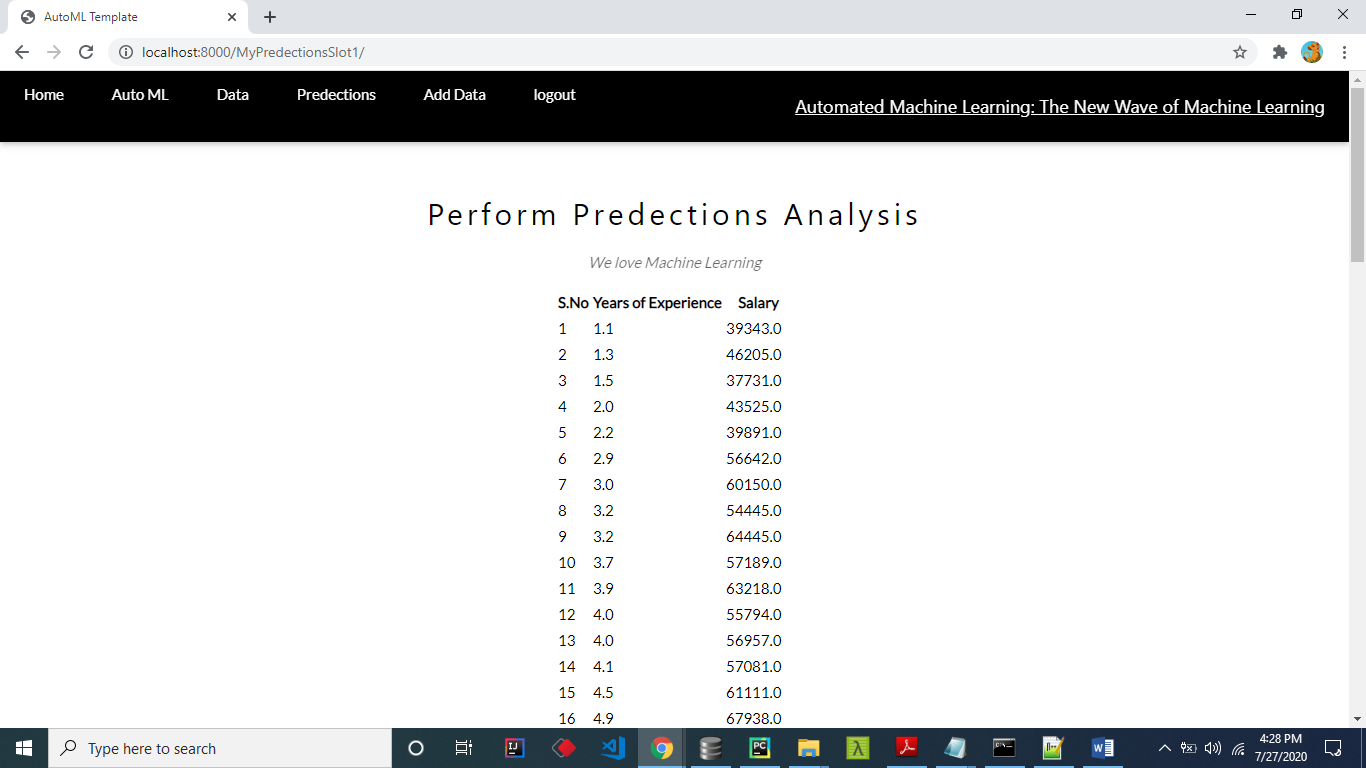 AutoML Template
localhost:8000/MyPredectionsSlot1/
Home Auto ML Data Predections Add Data logout
Automated Machine Learning: The New Wave of Machine Learning
Perform Predections Analysis
We love Machine Learning
S.No Years of Experience Salary
1 1.1 39343.0
2 1.3 46205.0
3 1.5 37731.0
4 2.0 43525.0
5 2.2 39891.0
6 2.9 56642.0
7 3.0 60150.0
8 3.2 54445.0
9 3.2 64445.0
10 3.7 57189.0
11 3.9 63218.0
12 4.0 55794.0
13 4.0 56957.0
14 4.1 57081.0
15 4.5 61111.0
16 4.9 67938.0
Type here to search
4:28 PM
7/27/2020